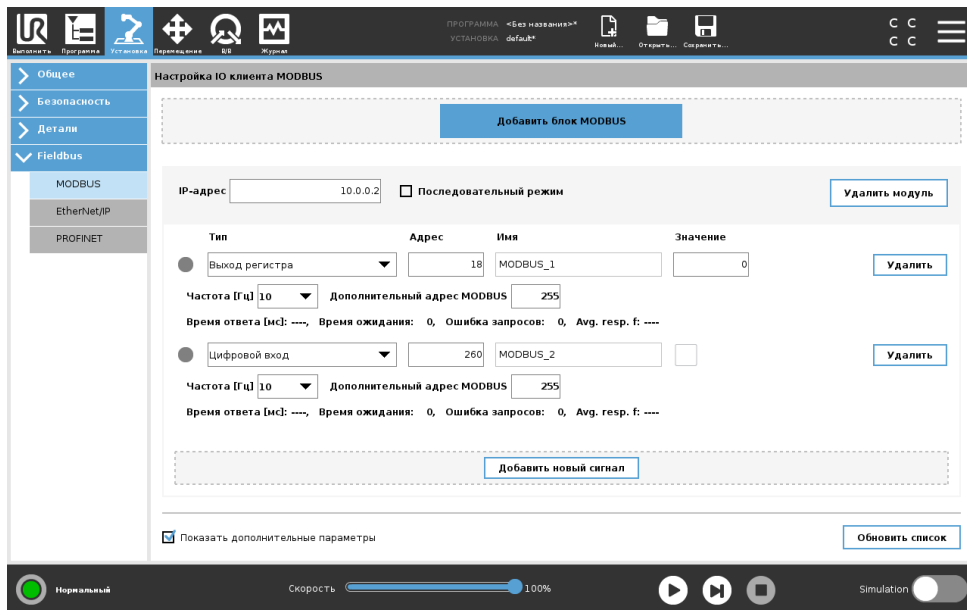 ПРОГРАММА <Без названия>*
УСТАНОВКА default*
Выполнить Программа Установка Перемещение В/В Журнал Новый... Открыть... Сохранить...
C C
C C
Общее
Безопасность
Детали
Fieldbus
MODBUS
EtherNet/IP
PROFINET
Настройка IO клиента MODBUS
Добавить блок MODBUS
IP-адрес 10.0.0.2 Последовательный режим Удалить модуль
Тип Адрес Имя Значение
Выход регистра 18 MODBUS_1 0 Удалить
Частота [Гц] 10 Дополнительный адрес MODBUS 255
Время ответа [мс]: ----, Время ожидания: 0, Ошибка запросов: 0, Avg. resp. f: ----
Цифровой вход 260 MODBUS_2 Удалить
Частота [Гц] 10 Дополнительный адрес MODBUS 255
Время ответа [мс]: ----, Время ожидания: 0, Ошибка запросов: 0, Avg. resp. f: ----
Добавить новый сигнал
Показать дополнительные параметры Обновить список
Нормальный Скорость 100% Simulation